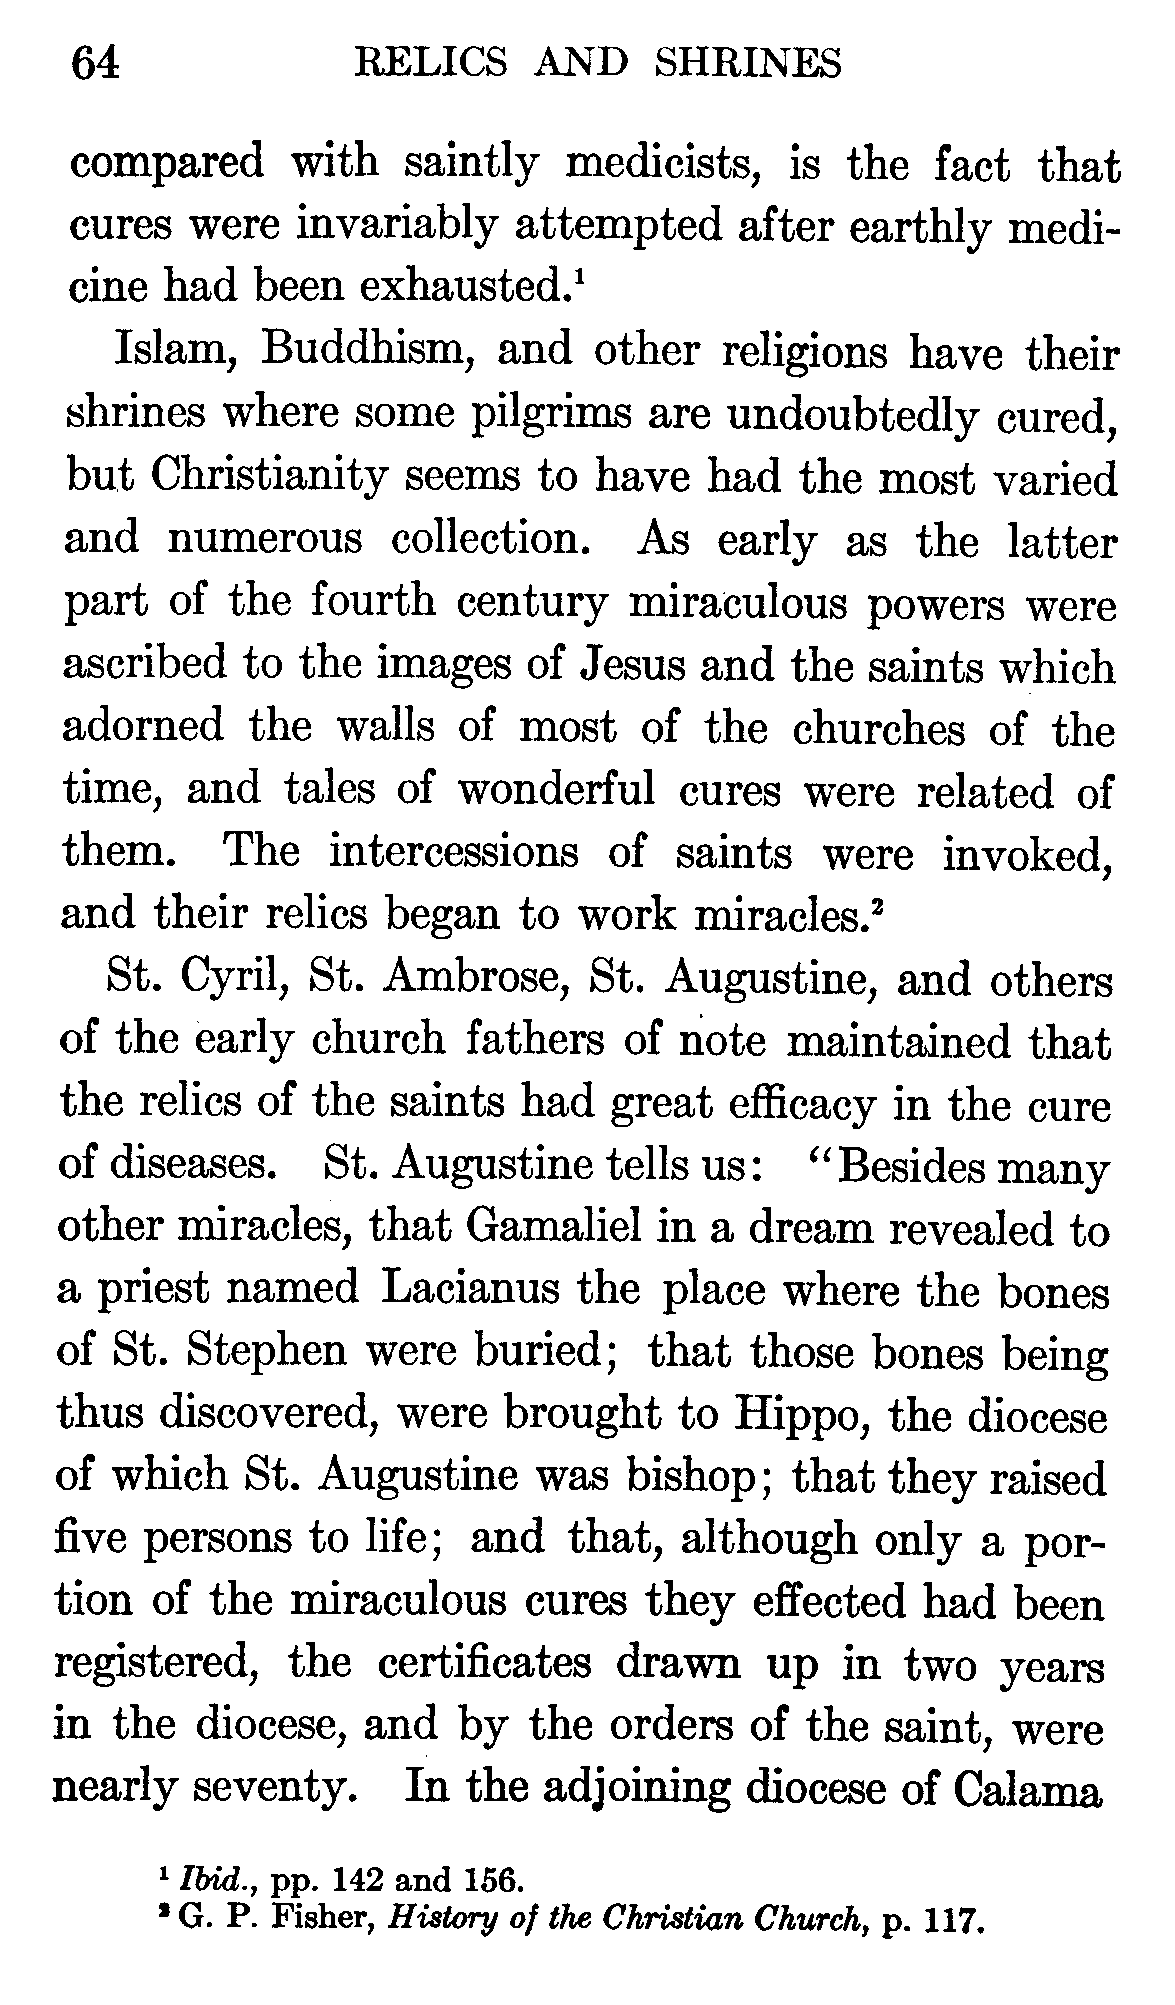 64 RELICS AND SHRINES
compared with saintly medicists, is the fact that
cures were invariably attempted after earthly medi-
cine had been exhausted.¹
Islam, Buddhism, and other religions have their
shrines where some pilgrims are undoubtedly cured,
but Christianity seems to have had the most varied
and numerous collection. As early as the latter
part of the fourth century miraculous powers were
ascribed to the images of Jesus and the saints which
adorned the walls of most of the churches of the
time, and tales of wonderful cures were related of
them. The intercessions of saints were invoked,
and their relics began to work miracles.²
St. Cyril, St. Ambrose, St. Augustine, and others
of the early church fathers of note maintained that
the relics of the saints had great efficacy in the cure
of diseases. St. Augustine tells us: “Besides many
other miracles, that Gamaliel in a dream revealed to
a priest named Lacianus the place where the bones
of St. Stephen were buried; that those bones being
thus discovered, were brought to Hippo, the diocese
of which St. Augustine was bishop; that they raised
five persons to life; and that, although only a por-
tion of the miraculous cures they effected had been
registered, the certificates drawn up in two years
in the diocese, and by the orders of the saint, were
nearly seventy. In the adjoining diocese of Calama
¹ Ibid., pp. 142 and 156.
² G. P. Fisher, History of the Christian Church, p. 117.